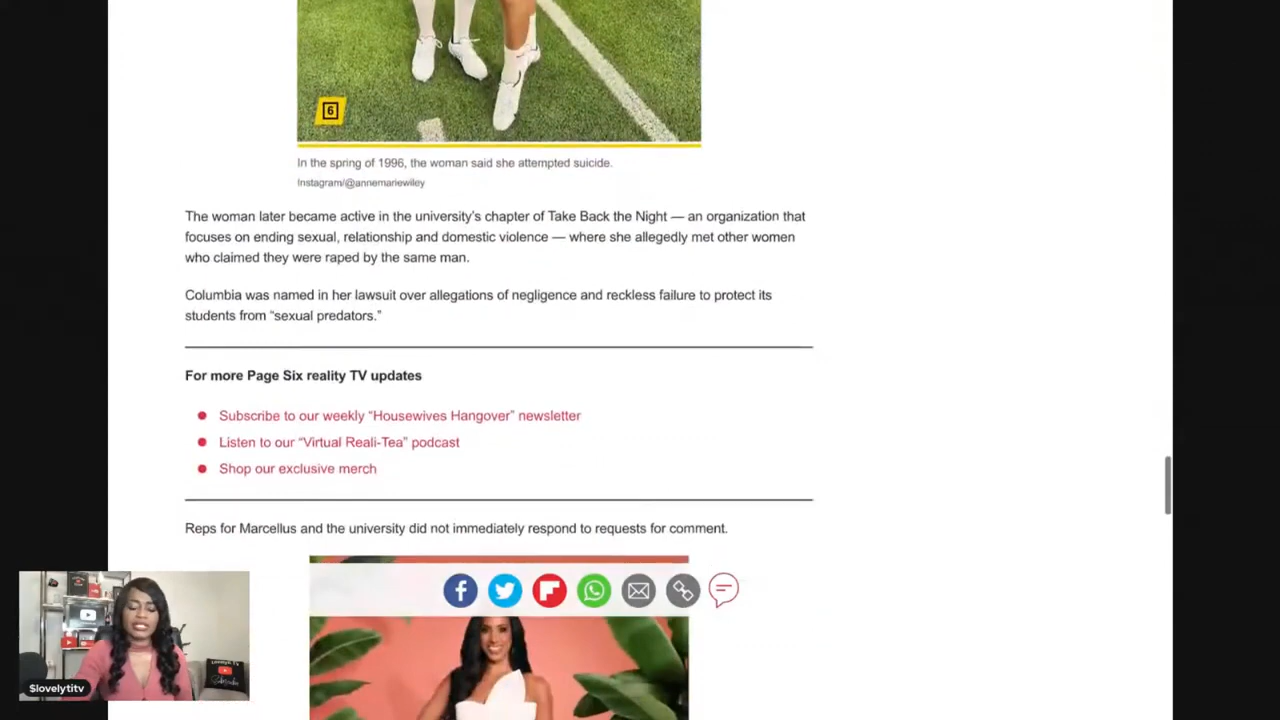 6
In the spring of 1996, the woman said she attempted suicide.
Instagram/@annemariewiley
The woman later became active in the university's chapter of Take Back the Night — an organization that
focuses on ending sexual, relationship and domestic violence — where she allegedly met other women
who claimed they were raped by the same man.
Columbia was named in her lawsuit over allegations of negligence and reckless failure to protect its
students from “sexual predators.”
For more Page Six reality TV updates
Subscribe to our weekly “Housewives Hangover” newsletter
Listen to our “Virtual Reali-Tea” podcast
Shop our exclusive merch
Reps for Marcellus and the university did not immediately respond to requests for comment.
$lovelytitv